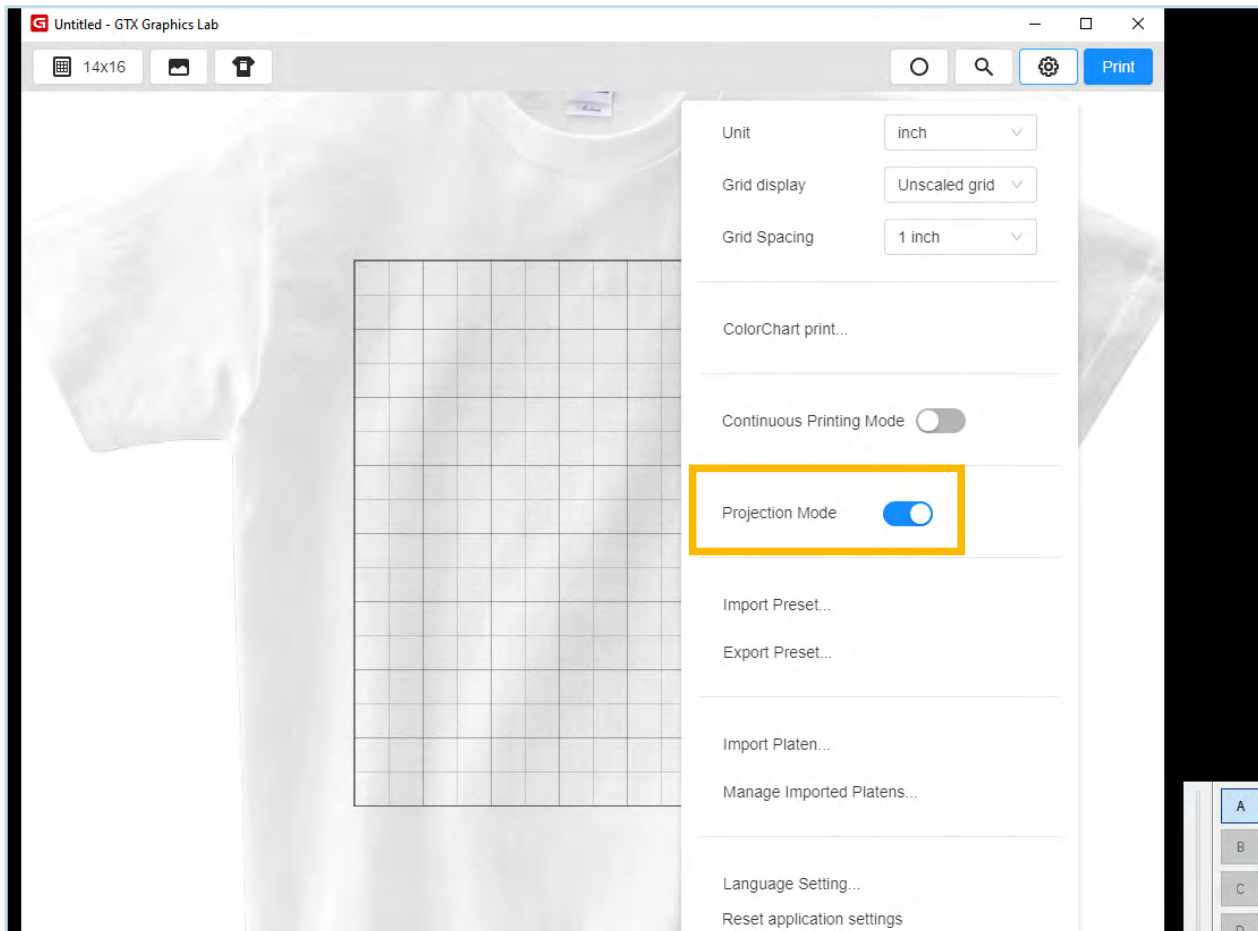 Untitled - GTX Graphics Lab
14x16
Print
Unit
inch
Grid display
Unscaled grid
Grid Spacing
1 inch
ColorChart print...
Continuous Printing Mode
Projection Mode
Import Preset...
Export Preset...
Import Platen...
Manage Imported Platens...
Language Setting...
Reset application settings
A
B
C
D